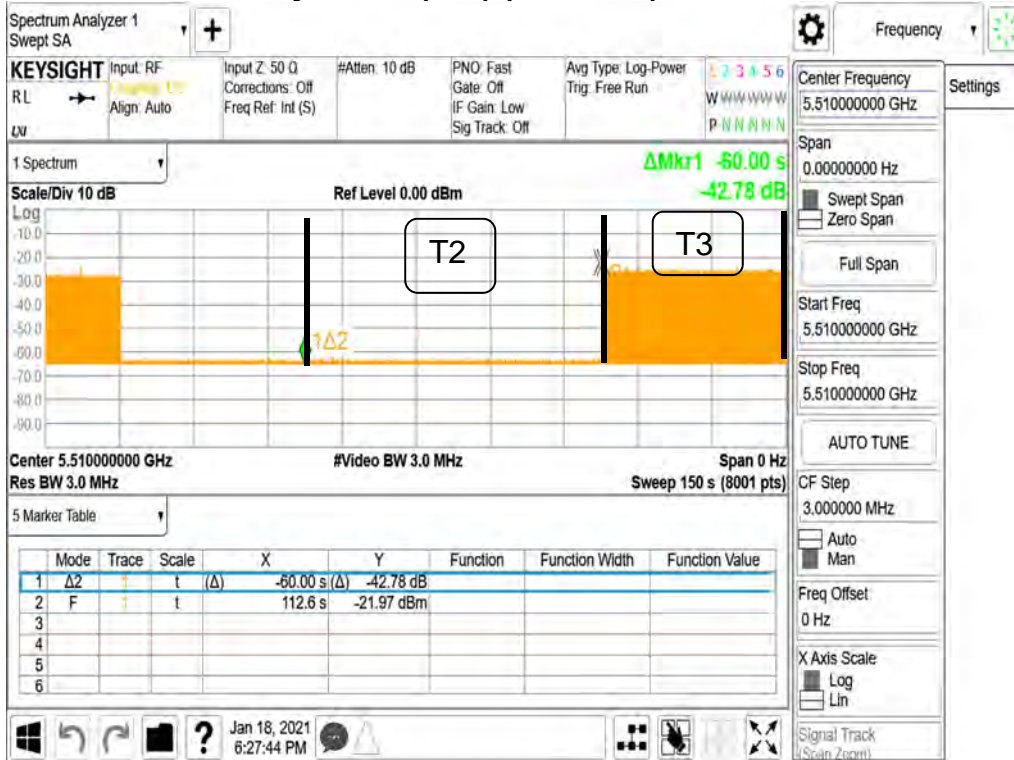 Spectrum Analyzer 1
Swept SA
+
Frequency
KEYSIGHT
Input: RF
Input Z: 50 Ω
#Atten: 10 dB
PNO: Fast
Avg Type: Log-Power
1 2 3 4 5 6
RL
Corrections: Off
Gate: Off
Trig: Free Run
W W W W W W
Align: Auto
Freq Ref: Int (S)
IF Gain: Low
P N N N N N
Sig Track: Off
1 Spectrum
ΔMkr1 -60.00 s
Scale/Div 10 dB
Ref Level 0.00 dBm
-42.78 dB
Log
-10.0
-20.0
-30.0
-40.0
-50.0
-60.0
-70.0
-80.0
-90.0
T2
T3
1Δ2
Center 5.510000000 GHz
#Video BW 3.0 MHz
Span 0 Hz
Res BW 3.0 MHz
Sweep 150 s (8001 pts)
5 Marker Table
Mode Trace Scale X Y Function Function Width Function Value
1 Δ2 1 t (Δ) -60.00 s (Δ) -42.78 dB
2 F 1 t 112.6 s -21.97 dBm
3
4
5
6
?
Jan 18, 2021
6:27:44 PM
Center Frequency
5.510000000 GHz
Settings
Span
0.00000000 Hz
Swept Span
Zero Span
Full Span
Start Freq
5.510000000 GHz
Stop Freq
5.510000000 GHz
AUTO TUNE
CF Step
3.000000 MHz
Auto
Man
Freq Offset
0 Hz
X Axis Scale
Log
Lin
Signal Track
(Span Zoom)